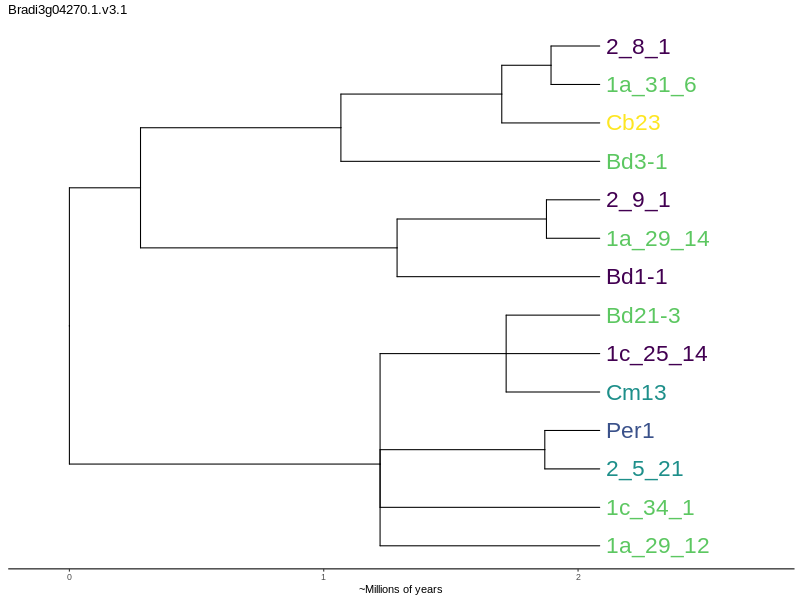 Bradi3g04270.1.v3.1
2_8_1
1a_31_6
Cb23
Bd3-1
2_9_1
1a_29_14
Bd1-1
Bd21-3
1c_25_14
Cm13
Per1
2_5_21
1c_34_1
1a_29_12
0 1 2
~Millions of years